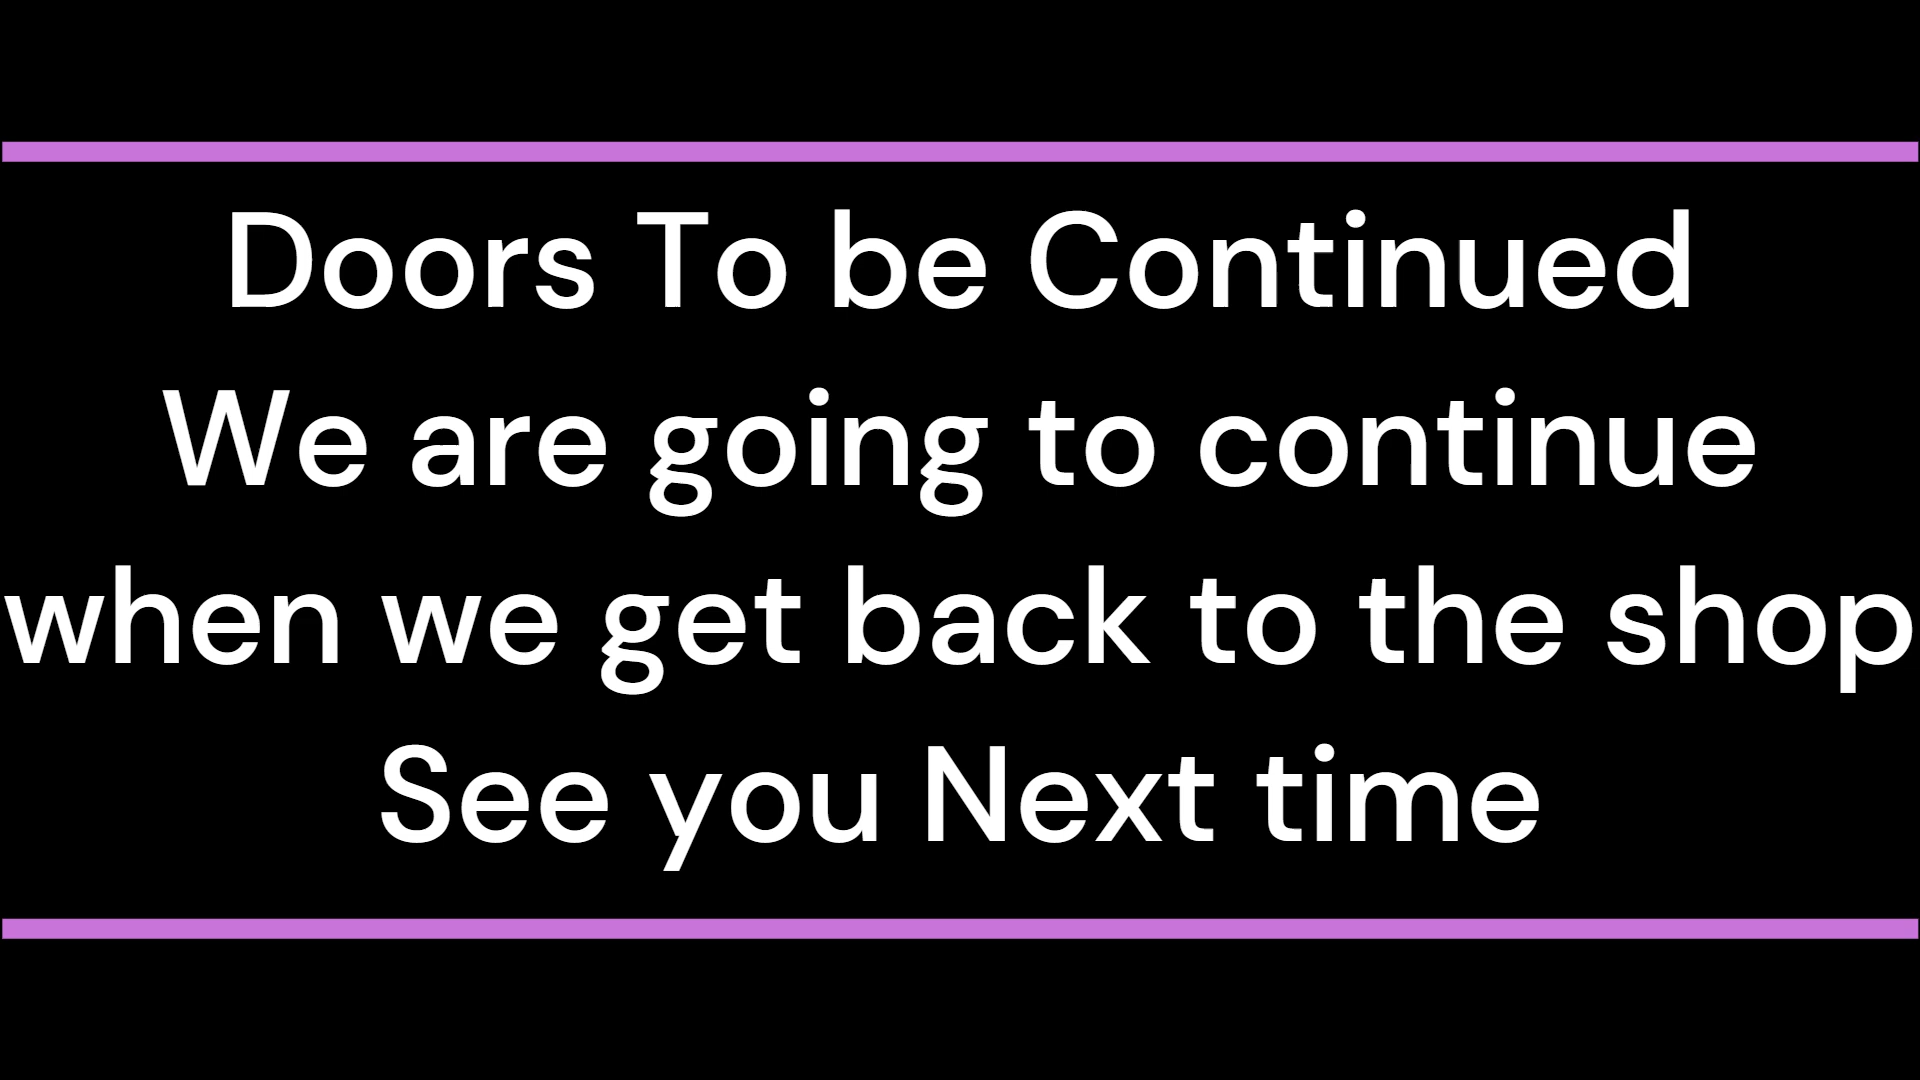 Doors To be Continued
We are going to continue
when we get back to the shop
See you Next time